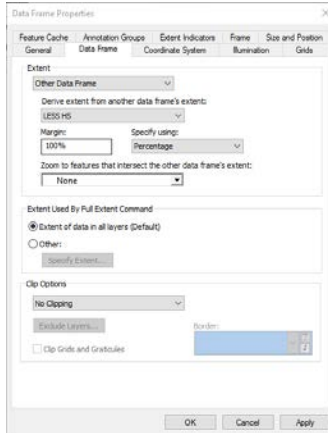 Data Frame Properties
Feature Cache Annotation Groups Extent Indicators Frame Size and Position
General Data Frame Coordinate System Illumination Grids
Extent
Other Data Frame
Derive extent from another data frame's extent:
LESS HS
Margin: Specify using:
100% Percentage
Zoom to features that intersect the other data frame's extent:
None
Extent Used By Full Extent Command
Extent of data in all layers (Default)
Other:
Specify Extent...
Clip Options
No Clipping
Exclude Layers... Border:
Clip Grids and Graticules
OK Cancel Apply